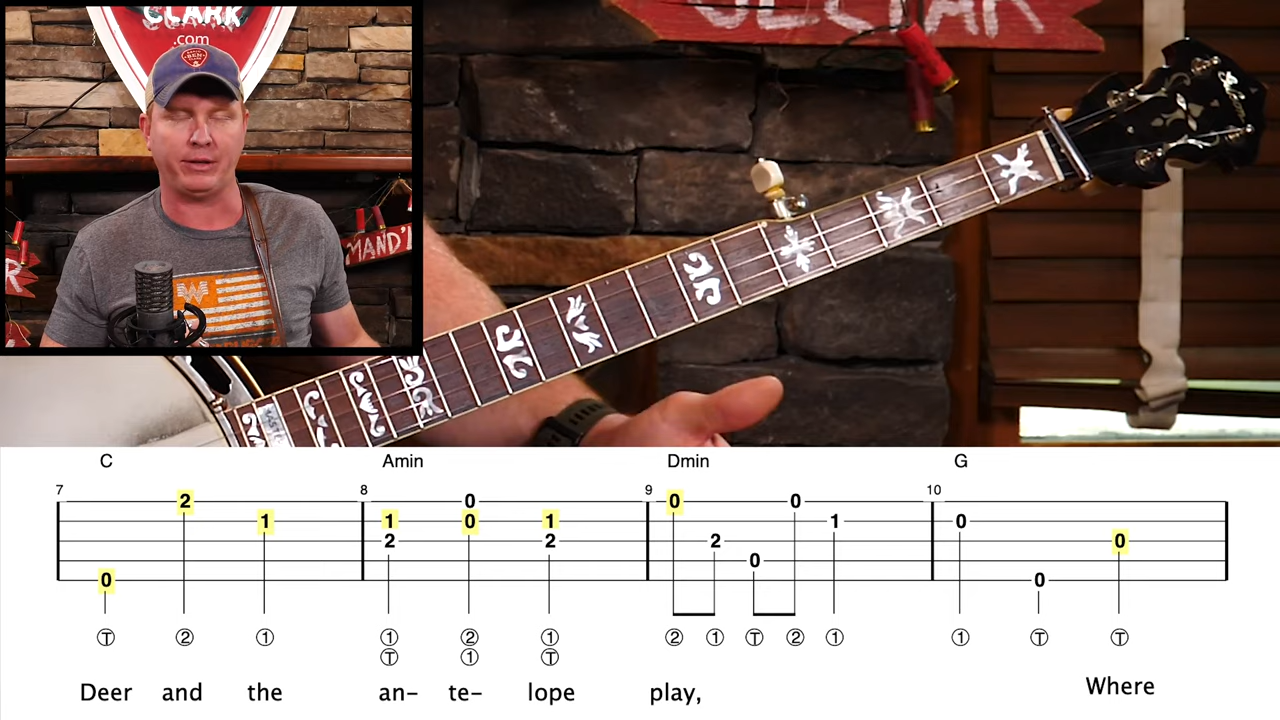 CLARK
.com
MAND'
C Amin Dmin G
7 8 9 10
0 2 1 1 2 0 0 1 2 0 2 0 0 1 0 0 0
T 2 1 1 T 2 1 1 T 2 1 T 2 1 1 T T
Deer and the an- te- lope play, Where